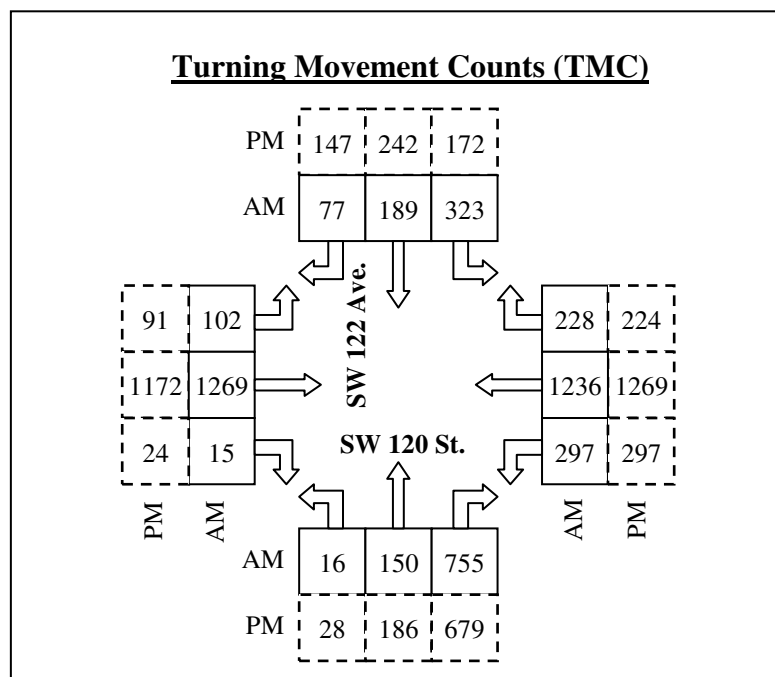 Turning Movement Counts (TMC)
PM 147 242 172
AM 77 189 323
91 102
1172 1269
24 15
PM AM
SW 122 Ave.
SW 120 St.
228 224
1236 1269
297 297
AM PM
AM 16 150 755
PM 28 186 679